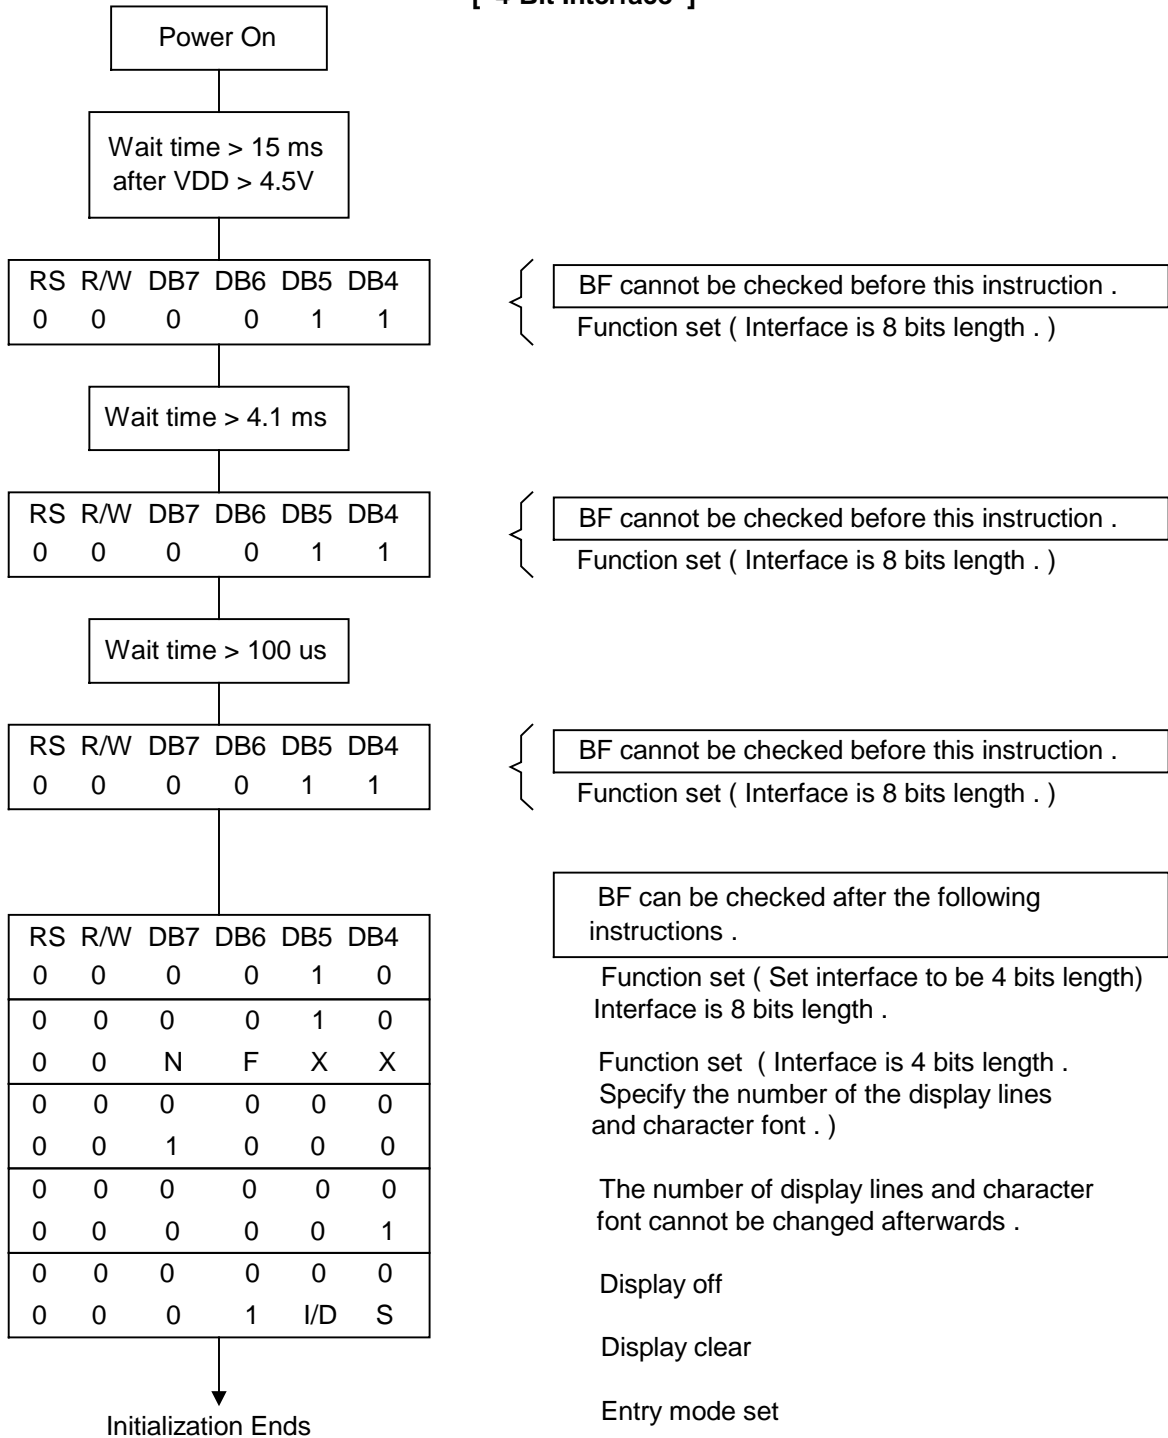 [ 4-Bit Interface ]
Power On
Wait time > 15 ms
after VDD > 4.5V
RS R/W DB7 DB6 DB5 DB4
0 0 0 0 1 1
BF cannot be checked before this instruction .
Function set ( Interface is 8 bits length . )
Wait time > 4.1 ms
RS R/W DB7 DB6 DB5 DB4
0 0 0 0 1 1
BF cannot be checked before this instruction .
Function set ( Interface is 8 bits length . )
Wait time > 100 us
RS R/W DB7 DB6 DB5 DB4
0 0 0 0 1 1
BF cannot be checked before this instruction .
Function set ( Interface is 8 bits length . )
RS R/W DB7 DB6 DB5 DB4
0 0 0 0 1 0
0 0 0 0 1 0
0 0 N F X X
0 0 0 0 0 0
0 0 1 0 0 0
0 0 0 0 0 0
0 0 0 0 0 1
0 0 0 0 0 0
0 0 0 1 I/D S
Initialization Ends
BF can be checked after the following
instructions .
Function set ( Set interface to be 4 bits length)
Interface is 8 bits length .
Function set ( Interface is 4 bits length .
Specify the number of the display lines
and character font . )
The number of display lines and character
font cannot be changed afterwards .
Display off
Display clear
Entry mode set